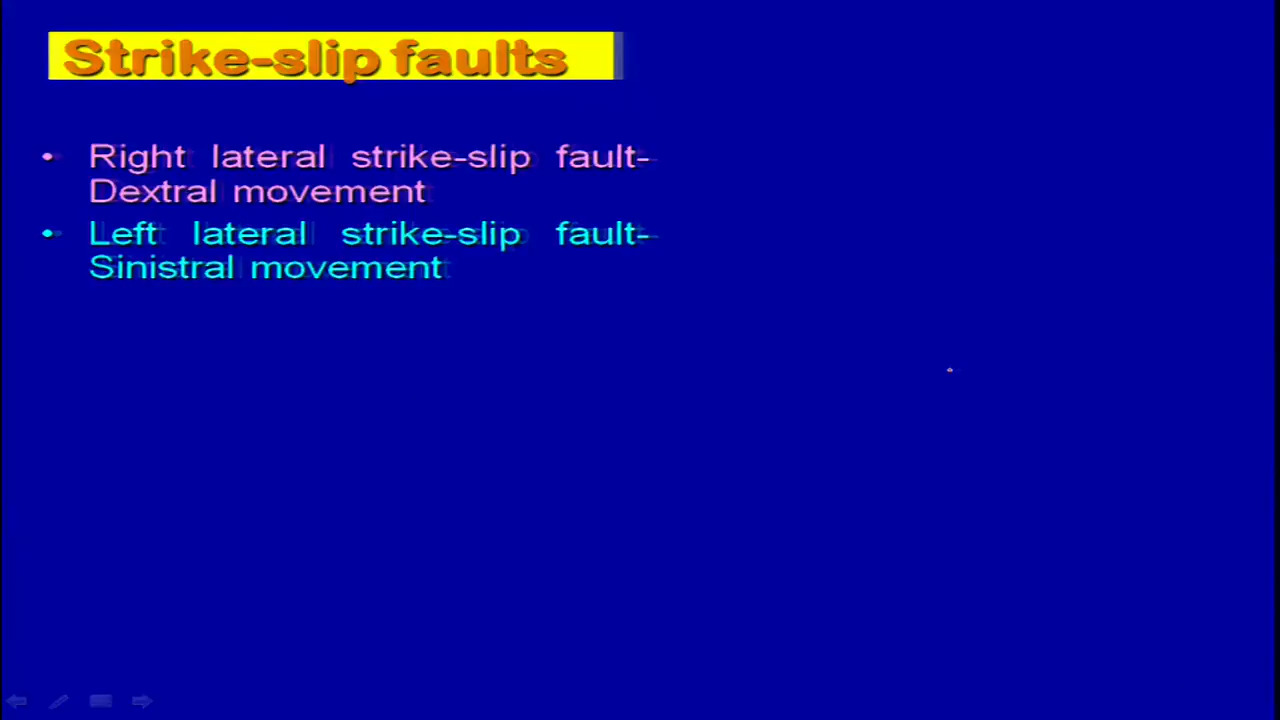 Strike-slip faults
• Right lateral strike-slip fault-
Dextral movement
• Left lateral strike-slip fault-
Sinistral movement